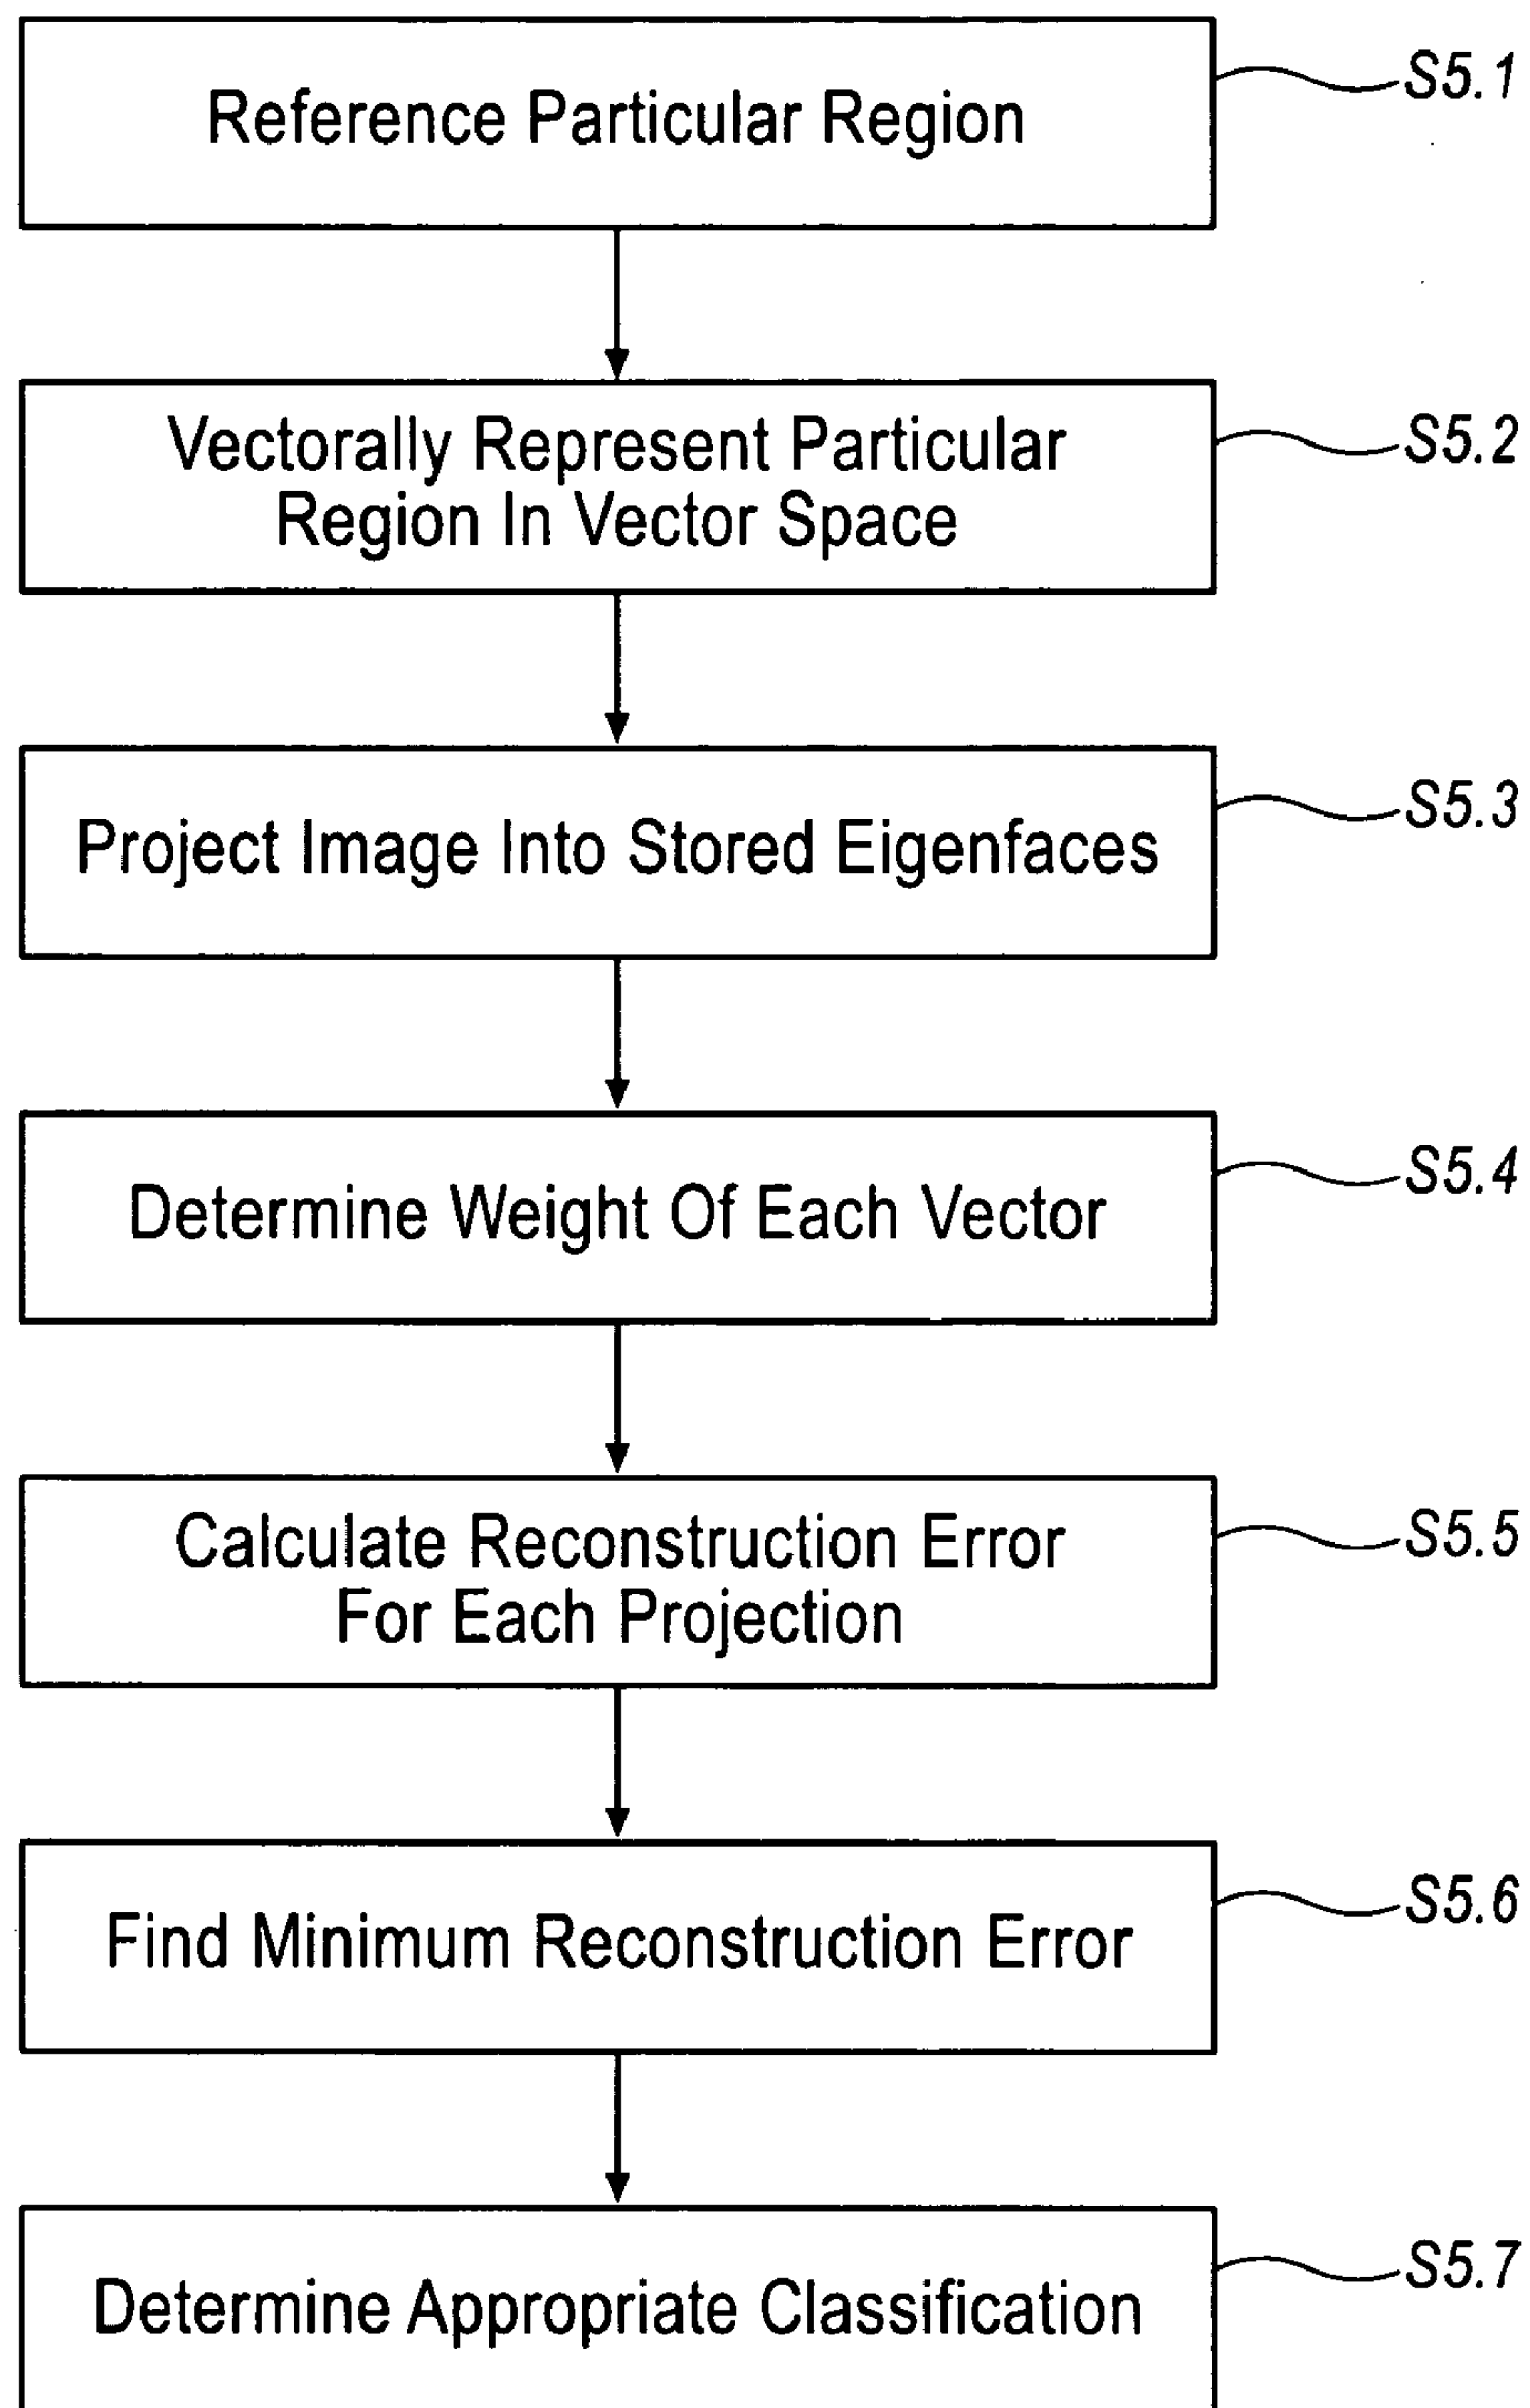 Reference Particular Region
S5.1
Vectorally Represent Particular
Region In Vector Space
S5.2
Project Image Into Stored Eigenfaces
S5.3
Determine Weight Of Each Vector
S5.4
Calculate Reconstruction Error
For Each Projection
S5.5
Find Minimum Reconstruction Error
S5.6
Determine Appropriate Classification
S5.7